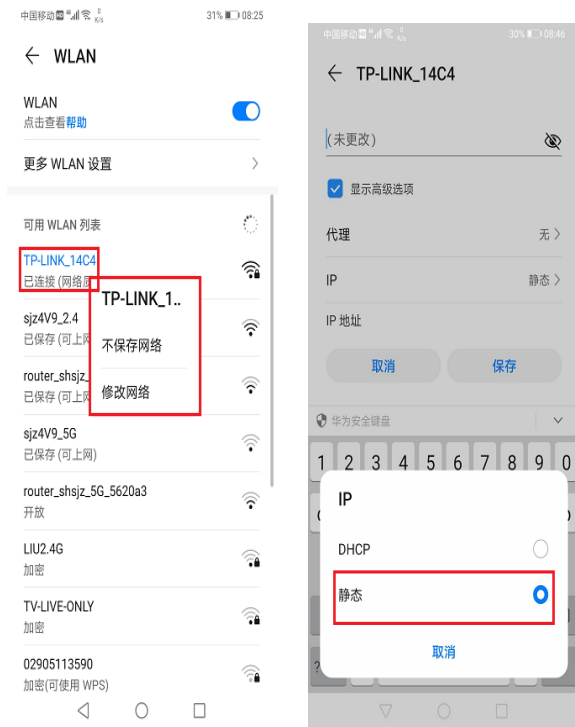 中国移动 HD 4G 0 K/s 31% 08:25
WLAN
WLAN
点击查看帮助
更多 WLAN 设置
可用 WLAN 列表
TP-LINK_14C4
已连接 (网络质
TP-LINK_1..
不保存网络
修改网络
sjz4V9_2.4
已保存 (可上网
router_shsjz_
已保存 (可上网
sjz4V9_5G
已保存 (可上网)
router_shsjz_5G_5620a3
开放
LIU2.4G
加密
TV-LIVE-ONLY
加密
02905113590
加密(可使用 WPS)
中国移动 HD 4G 0 K/s 30% 08:46
TP-LINK_14C4
(未更改)
显示高级选项
代理 无
IP 静态
IP 地址
取消 保存
华为安全键盘
1 2 3 4 5 6 7 8 9 0
IP
DHCP
静态
取消